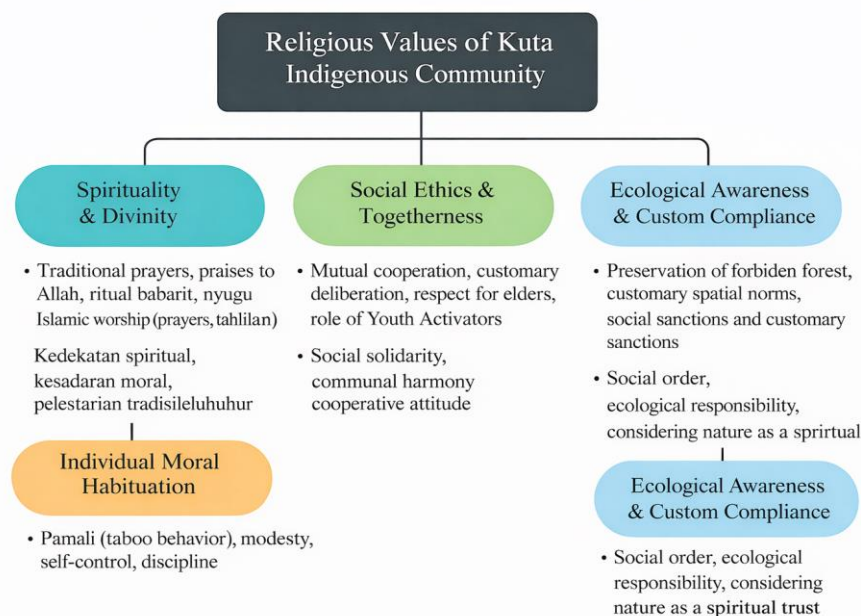 Religious Values of Kuta
Indigenous Community
Spirituality
& Divinity
• Traditional prayers, praises to
Allah, ritual babarit, nyugu
Islamic worship (prayers, tahlilan)
Kedekatan spiritual,
kesadaran moral,
pelestarian tradisileluhuhur
Individual Moral
Habituation
• Pamali (taboo behavior), modesty,
self-control, discipline
Social Ethics &
Togetherness
• Mutual cooperation, customary
deliberation, respect for elders,
role of Youth Activators
• Social solidarity,
communal harmony
cooperative attitude
Ecological Awareness
& Custom Compliance
• Preservation of forbiden forest,
customary spatial norms,
social sanctions and customary
sanctions
• Social order,
ecological responsibility,
considering nature as a sprirtual
Ecological Awareness
& Custom Compliance
• Social order, ecological
responsibility, considering
nature as a spiritual trust